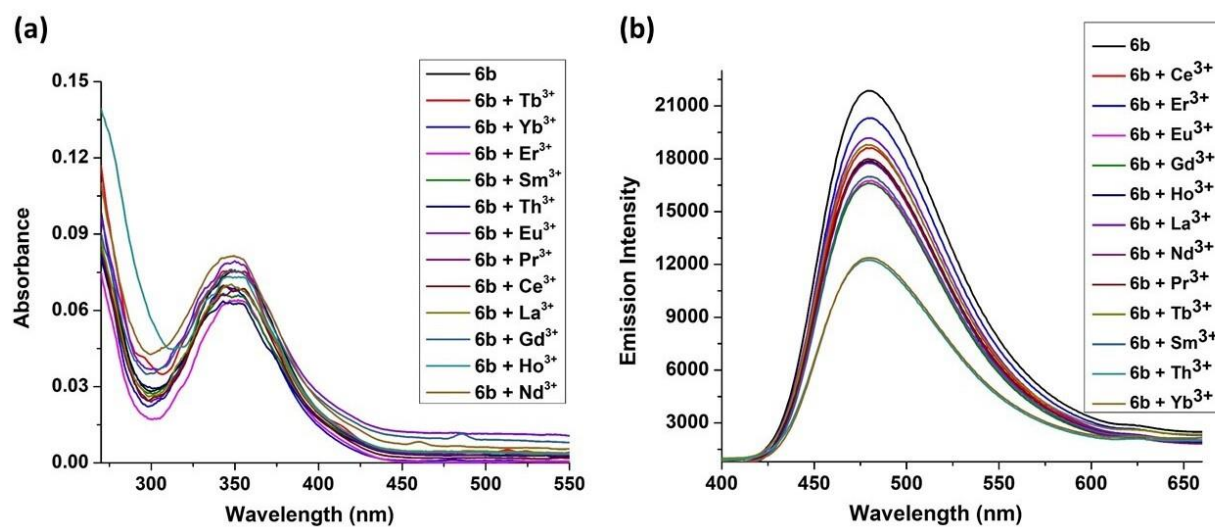 (a)
0.15
0.12
0.09
0.06
0.03
0.00
Absorbance
300
350
400
450
500
550
Wavelength (nm)
6b
6b + Tb³⁺
6b + Yb³⁺
6b + Er³⁺
6b + Sm³⁺
6b + Th³⁺
6b + Eu³⁺
6b + Pr³⁺
6b + Ce³⁺
6b + La³⁺
6b + Gd³⁺
6b + Ho³⁺
6b + Nd³⁺
(b)
21000
18000
15000
12000
9000
6000
3000
Emission Intensity
400
450
500
550
600
650
Wavelength (nm)
6b
6b + Ce³⁺
6b + Er³⁺
6b + Eu³⁺
6b + Gd³⁺
6b + Ho³⁺
6b + La³⁺
6b + Nd³⁺
6b + Pr³⁺
6b + Tb³⁺
6b + Sm³⁺
6b + Th³⁺
6b + Yb³⁺